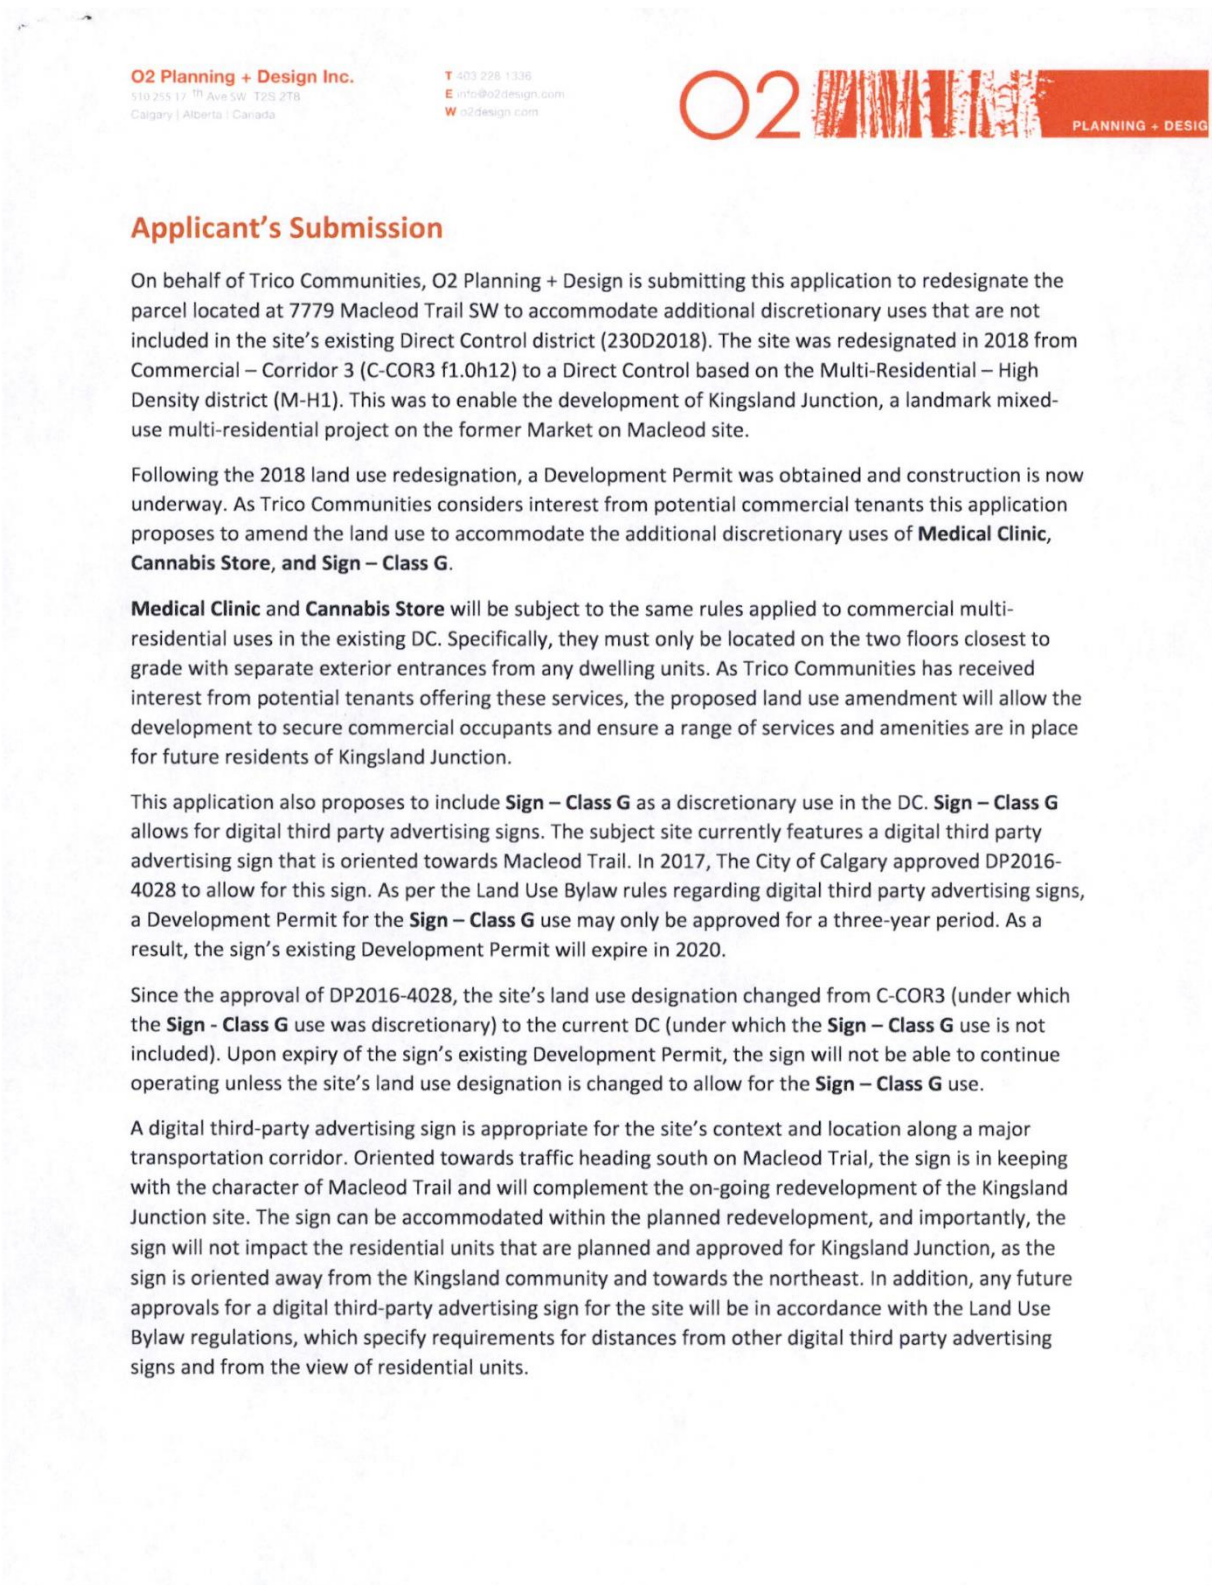 O2 Planning + Design Inc.
510 255 17 th Ave SW T2S 2T8
Calgary | Alberta | Canada
T 403 228 1336
E info@o2design.com
W o2design.com
O2
PLANNING + DESIG
Applicant's Submission
On behalf of Trico Communities, O2 Planning + Design is submitting this application to redesignate the
parcel located at 7779 Macleod Trail SW to accommodate additional discretionary uses that are not
included in the site's existing Direct Control district (230D2018). The site was redesignated in 2018 from
Commercial – Corridor 3 (C-COR3 f1.0h12) to a Direct Control based on the Multi-Residential – High
Density district (M-H1). This was to enable the development of Kingsland Junction, a landmark mixed-
use multi-residential project on the former Market on Macleod site.
Following the 2018 land use redesignation, a Development Permit was obtained and construction is now
underway. As Trico Communities considers interest from potential commercial tenants this application
proposes to amend the land use to accommodate the additional discretionary uses of Medical Clinic,
Cannabis Store, and Sign – Class G.
Medical Clinic and Cannabis Store will be subject to the same rules applied to commercial multi-
residential uses in the existing DC. Specifically, they must only be located on the two floors closest to
grade with separate exterior entrances from any dwelling units. As Trico Communities has received
interest from potential tenants offering these services, the proposed land use amendment will allow the
development to secure commercial occupants and ensure a range of services and amenities are in place
for future residents of Kingsland Junction.
This application also proposes to include Sign – Class G as a discretionary use in the DC. Sign – Class G
allows for digital third party advertising signs. The subject site currently features a digital third party
advertising sign that is oriented towards Macleod Trail. In 2017, The City of Calgary approved DP2016-
4028 to allow for this sign. As per the Land Use Bylaw rules regarding digital third party advertising signs,
a Development Permit for the Sign – Class G use may only be approved for a three-year period. As a
result, the sign's existing Development Permit will expire in 2020.
Since the approval of DP2016-4028, the site's land use designation changed from C-COR3 (under which
the Sign - Class G use was discretionary) to the current DC (under which the Sign – Class G use is not
included). Upon expiry of the sign's existing Development Permit, the sign will not be able to continue
operating unless the site's land use designation is changed to allow for the Sign – Class G use.
A digital third-party advertising sign is appropriate for the site's context and location along a major
transportation corridor. Oriented towards traffic heading south on Macleod Trial, the sign is in keeping
with the character of Macleod Trail and will complement the on-going redevelopment of the Kingsland
Junction site. The sign can be accommodated within the planned redevelopment, and importantly, the
sign will not impact the residential units that are planned and approved for Kingsland Junction, as the
sign is oriented away from the Kingsland community and towards the northeast. In addition, any future
approvals for a digital third-party advertising sign for the site will be in accordance with the Land Use
Bylaw regulations, which specify requirements for distances from other digital third party advertising
signs and from the view of residential units.